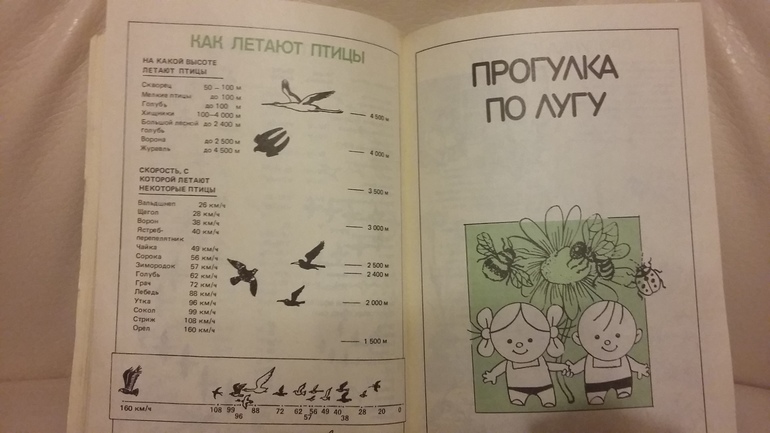 КАК ЛЕТАЮТ ПТИЦЫ
НА КАКОЙ ВЫСОТЕ
ЛЕТАЮТ ПТИЦЫ
Скворец 50 – 100 м
Мелкие птицы до 100 м
Голубь до 100 м
Хищники 100–4 000 м
Большой лесной до 2 400 м
голубь
Ворона до 2 500 м
Журавль до 4 500 м
4 500 м
4 000 м
3 500 м
3 000 м
2 500 м
2 400 м
2 000 м
1 500 м
СКОРОСТЬ, С
КОТОРОЙ ЛЕТАЮТ
НЕКОТОРЫЕ ПТИЦЫ
Вальдшнеп 26 км/ч
Щегол 28 км/ч
Ворон 38 км/ч
Ястреб- 40 км/ч
перепелятник
Чайка 49 км/ч
Сорока 56 км/ч
Зимородок 57 км/ч
Голубь 62 км/ч
Грач 72 км/ч
Лебедь 88 км/ч
Утка 96 км/ч
Сокол 99 км/ч
Стриж 108 км/ч
Орел 160 км/ч
160 км/ч 108 99 88 72 62 56 49 40 28 20 0
96 57 38
ПРОГУЛКА
ПО ЛУГУ